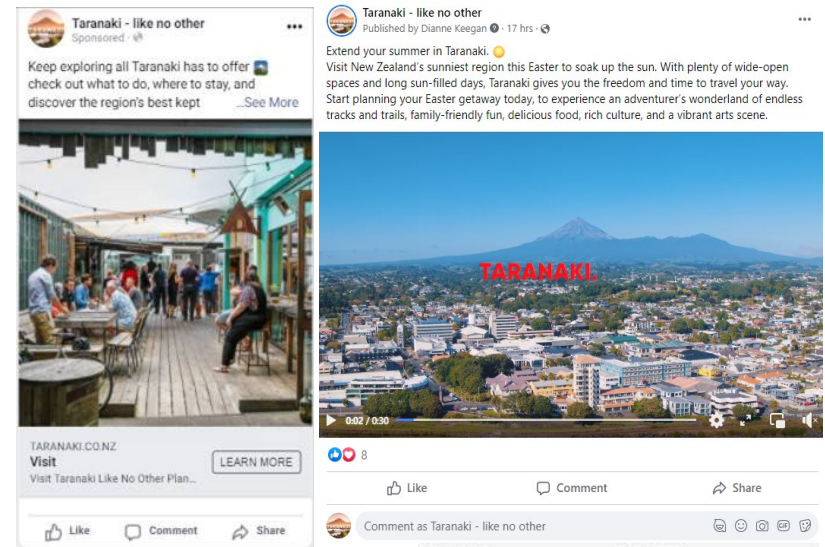 Taranaki - like no other
Sponsored ·
Keep exploring all Taranaki has to offer
check out what to do, where to stay, and
discover the region's best kept ...See More
TARANAKI.CO.NZ
Visit
Visit Taranaki Like No Other Plan...
LEARN MORE
Like Comment Share
Taranaki - like no other
Published by Dianne Keegan · 17 hrs ·
Extend your summer in Taranaki.
Visit New Zealand's sunniest region this Easter to soak up the sun. With plenty of wide-open
spaces and long sun-filled days, Taranaki gives you the freedom and time to travel your way.
Start planning your Easter getaway today, to experience an adventurer's wonderland of endless
tracks and trails, family-friendly fun, delicious food, rich culture, and a vibrant arts scene.
TARANAKI.
0:02 / 0:30
8
Like Comment Share
Comment as Taranaki - like no other
GIF